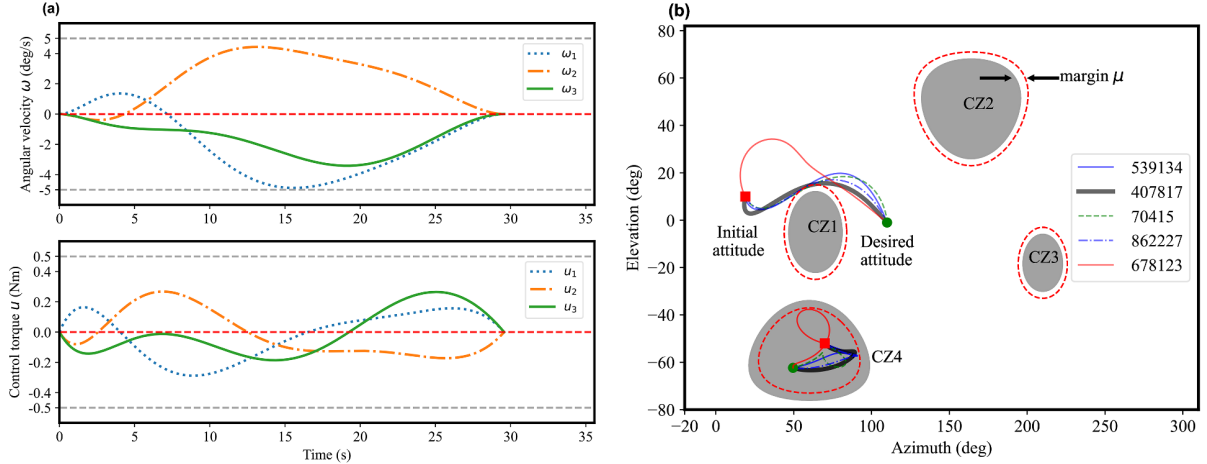 (a)
Angular velocity ω (deg/s)
5
4
2
0
-2
-4
-5
0
5
10
15
20
25
30
35
ω1
ω2
ω3
Control torque u (Nm)
0.5
0.4
0.2
0.0
-0.2
-0.4
-0.5
0
5
10
15
20
25
30
35
Time (s)
u1
u2
u3
(b)
Elevation (deg)
80
60
40
20
0
−20
−40
−60
−80
−20
0
50
100
150
200
250
300
Azimuth (deg)
CZ2
margin μ
Initial
attitude
CZ1
Desired
attitude
CZ3
CZ4
539134
407817
70415
862227
678123